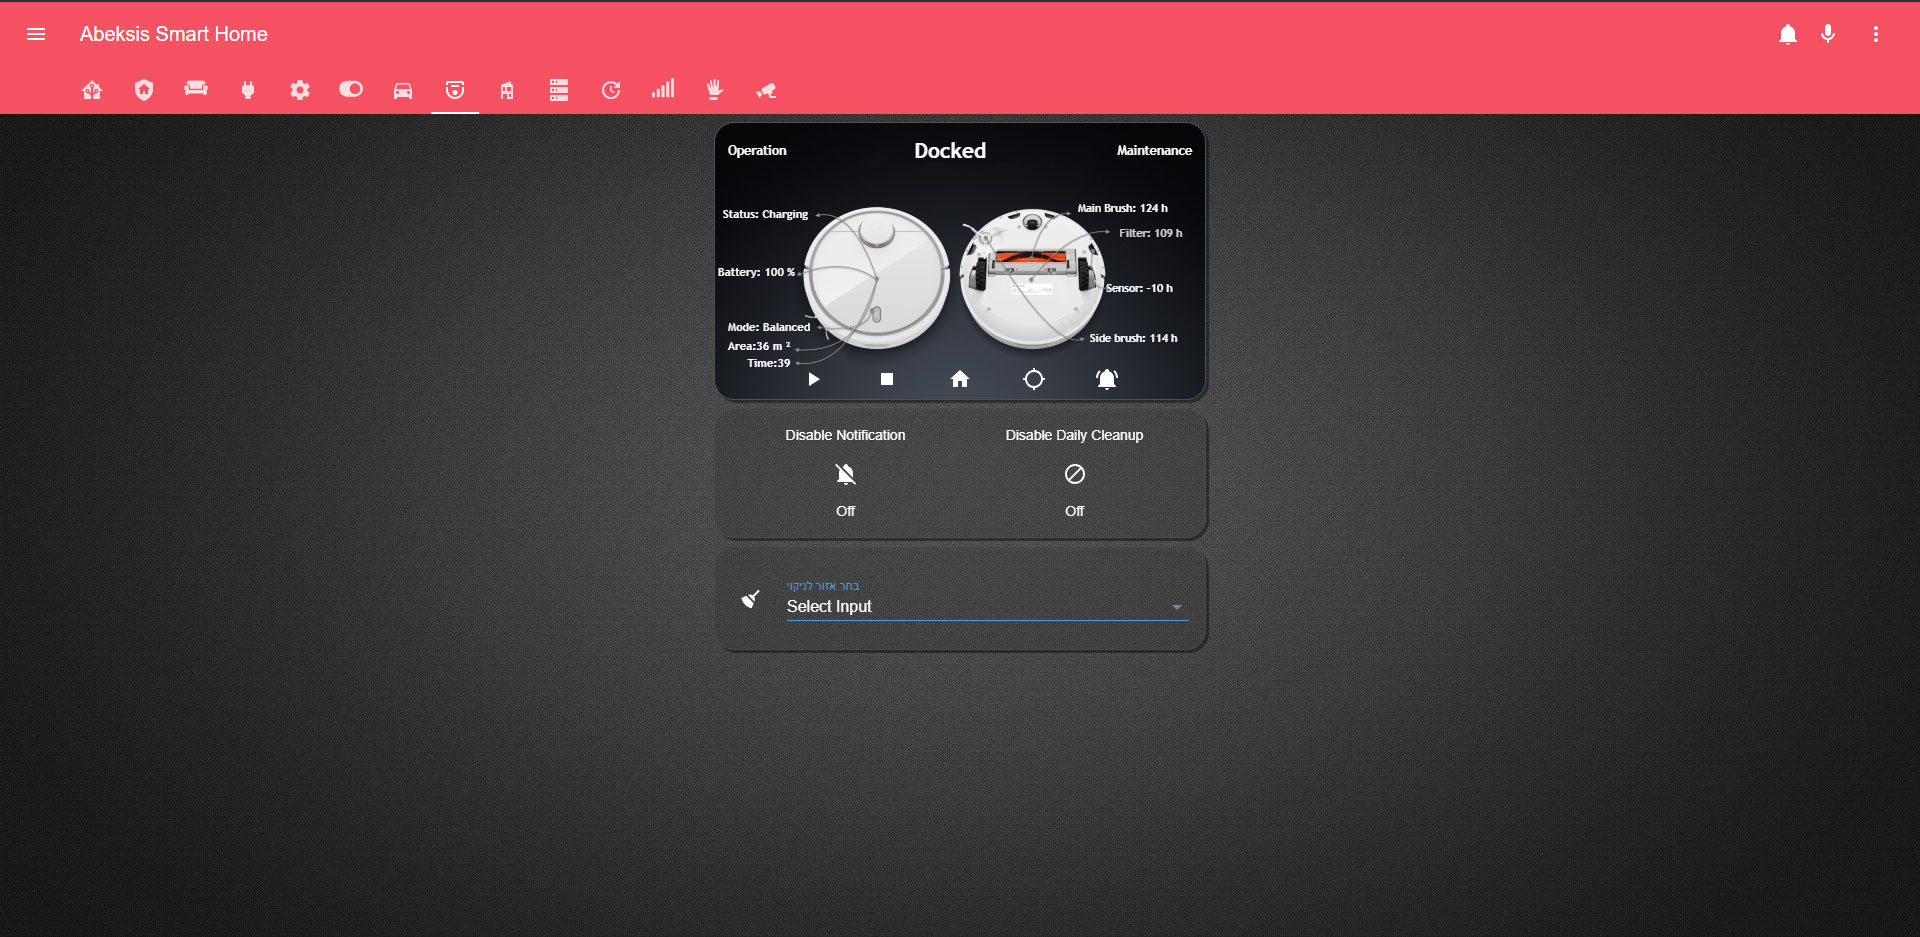 Abeksis Smart Home
Operation
Docked
Maintenance
Status: Charging
Battery: 100 %
Mode: Balanced
Area:36 m ²
Time:39
Main Brush: 124 h
Filter: 109 h
Sensor: -10 h
Side brush: 114 h
Disable Notification
Disable Daily Cleanup
Off
Off
בחר אזור לניקוי
Select Input